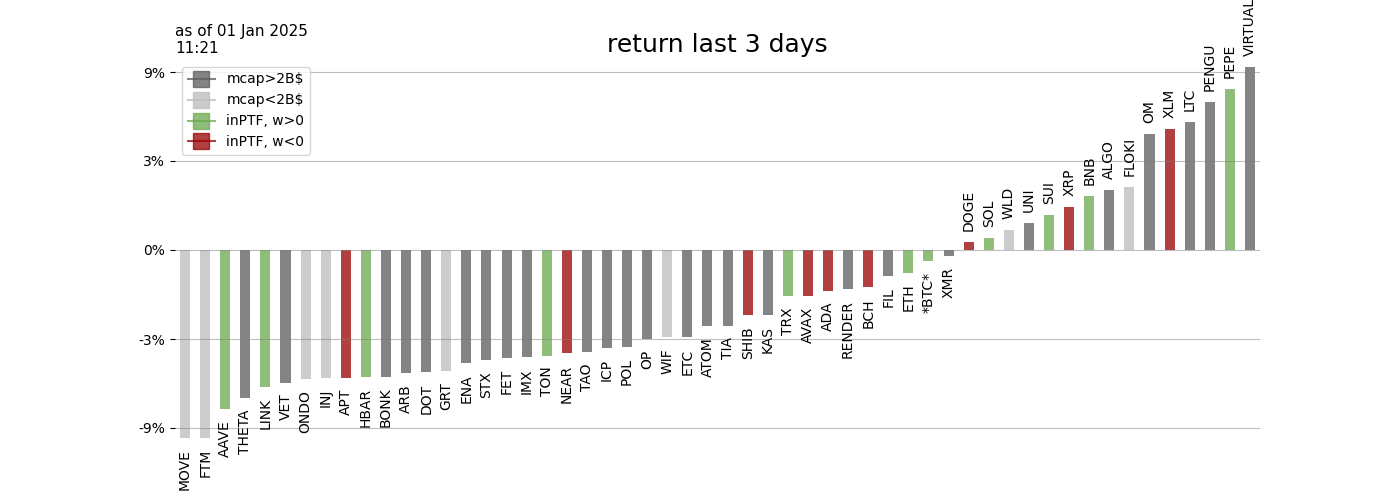 as of 01 Jan 2025
11:21
return last 3 days
mcap>2B$
mcap<2B$
inPTF, w>0
inPTF, w<0
9%
3%
0%
-3%
-9%
MOVE
FTM
AAVE
THETA
LINK
VET
ONDO
INJ
APT
HBAR
BONK
ARB
DOT
GRT
ENA
STX
FET
IMX
TON
NEAR
TAO
ICP
POL
OP
WIF
ETC
ATOM
TIA
SHIB
KAS
TRX
AVAX
ADA
RENDER
BCH
FIL
ETH
*BTC*
XMR
DOGE
SOL
WLD
UNI
SUI
XRP
BNB
ALGO
FLOKI
OM
XLM
LTC
PENGU
PEPE
VIRTUAL